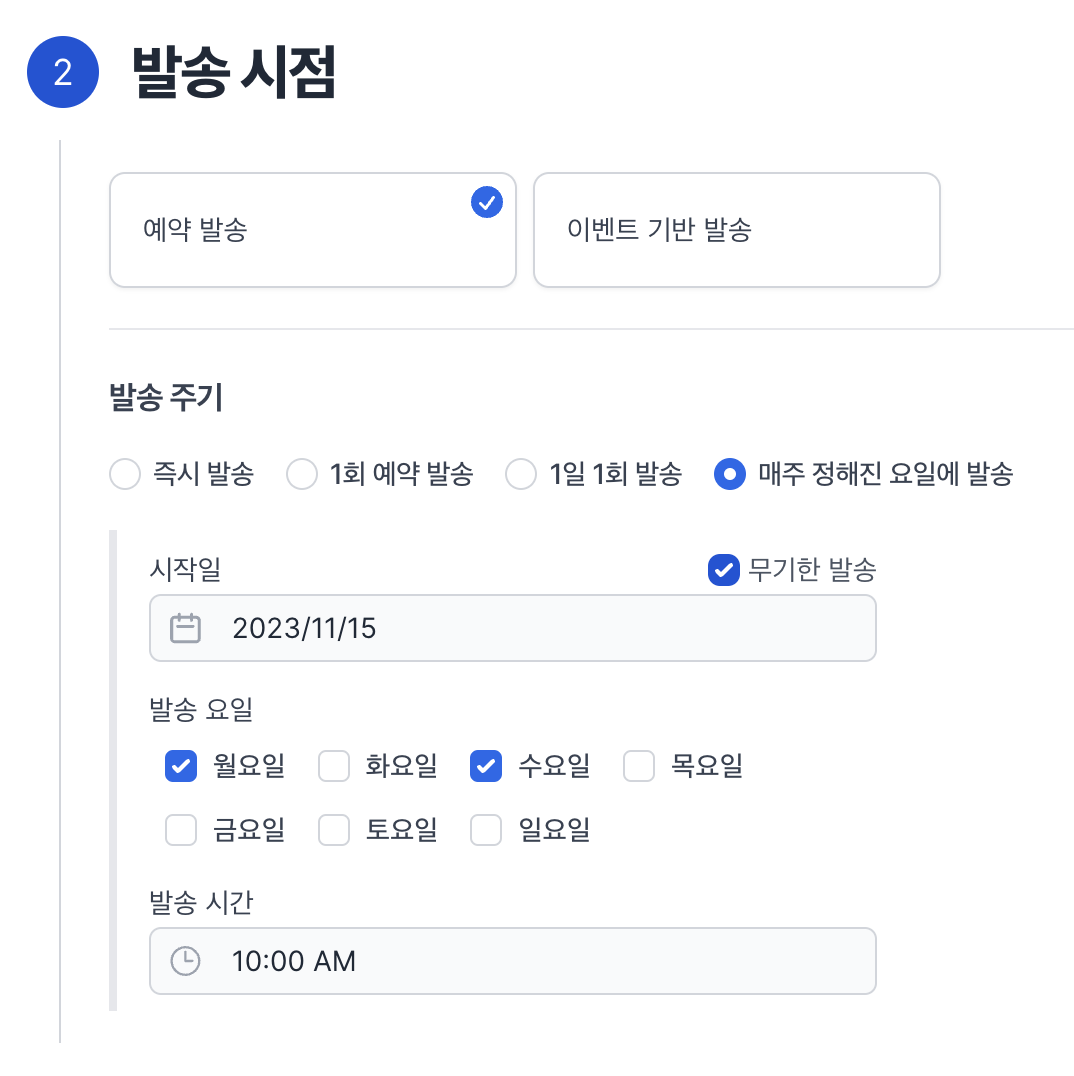 2 발송 시점
예약 발송 이벤트 기반 발송
발송 주기
즉시 발송 1회 예약 발송 1일 1회 발송 매주 정해진 요일에 발송
시작일 무기한 발송
2023/11/15
발송 요일
월요일 화요일 수요일 목요일
금요일 토요일 일요일
발송 시간
10:00 AM